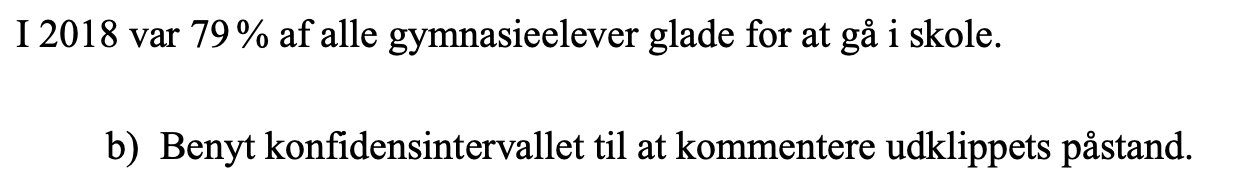 I 2018 var 79 % af alle gymnasieelever glade for at gå i skole.
b) Benyt konfidensintervallet til at kommentere udklippets påstand.